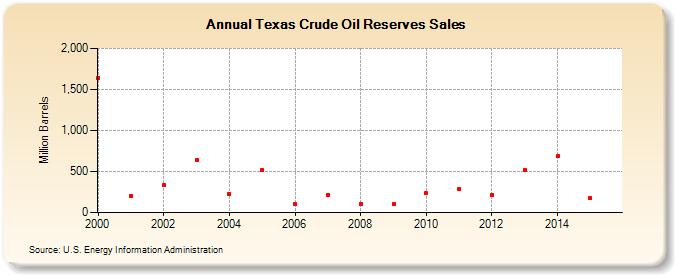 Annual Texas Crude Oil Reserves Sales
Million Barrels
2,000
1,500
1,000
500
0
2000 2002 2004 2006 2008 2010 2012 2014
Source: U.S. Energy Information Administration